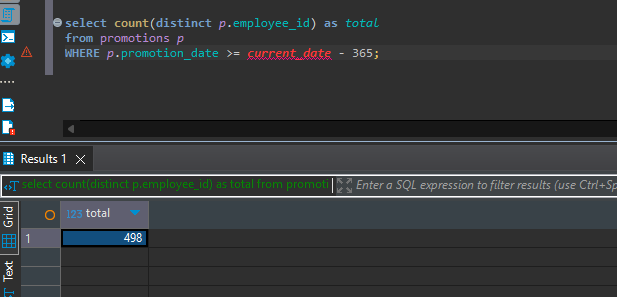 select count(distinct p.employee_id) as total
from promotions p
WHERE p.promotion_date >= current_date - 365;
Results 1
select count(distinct p.employee_id) as total from promoti
Enter a SQL expression to filter results (use Ctrl+Sp
Grid
123 total
1 498
Text